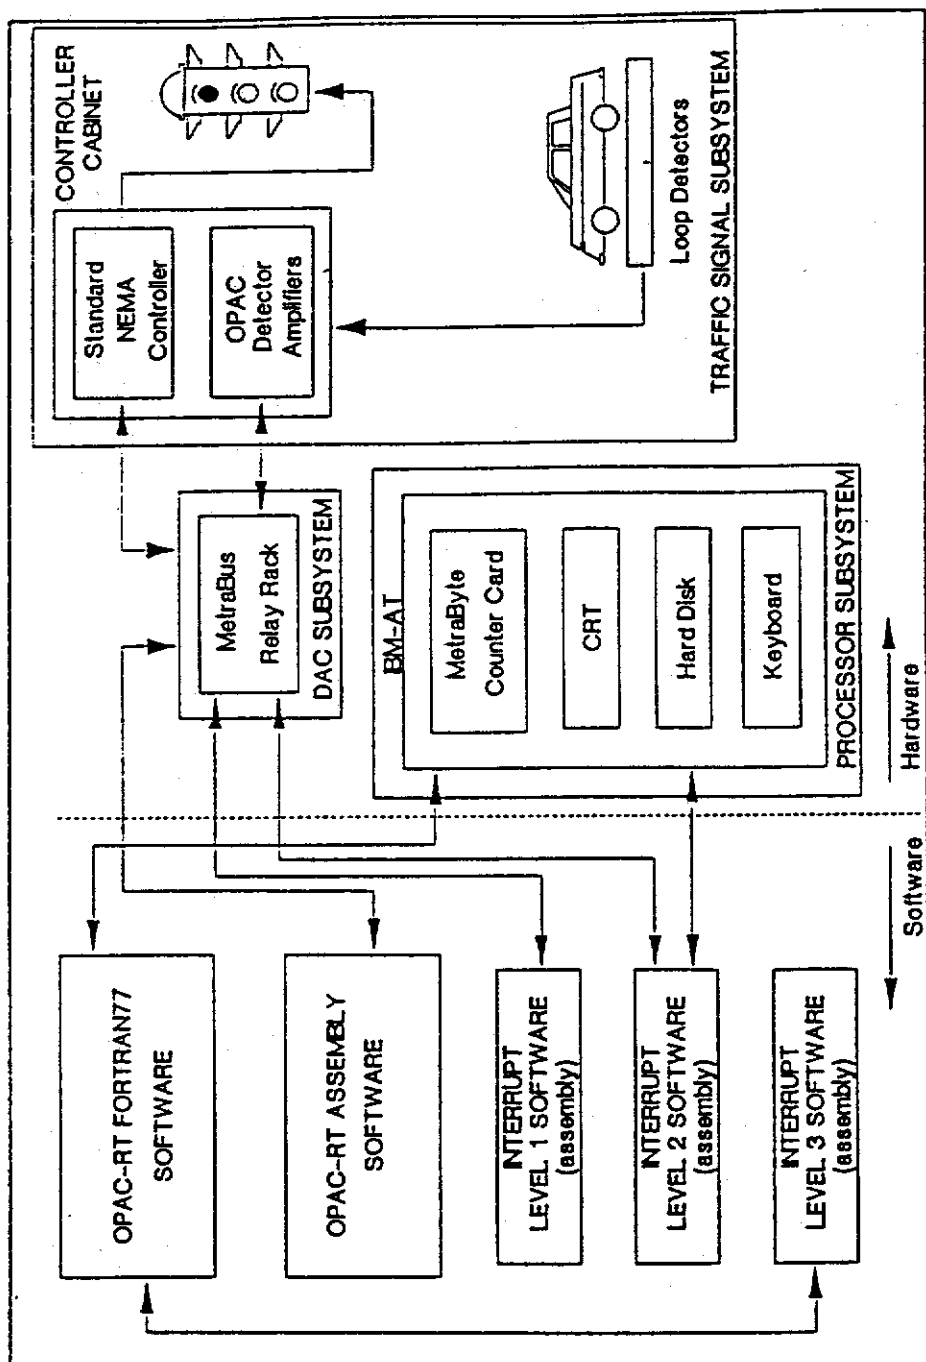 OPAC-RT FORTRAN77
SOFTWARE
OPAC-RT ASSEMBLY
SOFTWARE
INTERRUPT
LEVEL 1 SOFTWARE
(assembly)
INTERRUPT
LEVEL 2 SOFTWARE
(assembly)
INTERRUPT
LEVEL 3 SOFTWARE
(assembly)
Software
Hardware
MetraBus
Relay Rack
DAC SUBSYSTEM
IBM-AT
MetraByte
Counter Card
CRT
Hard Disk
Keyboard
PROCESSOR SUBSYSTEM
CONTROLLER
CABINET
Standard
NEMA
Controller
OPAC
Detector
Amplifiers
Loop Detectors
TRAFFIC SIGNAL SUBSYSTEM